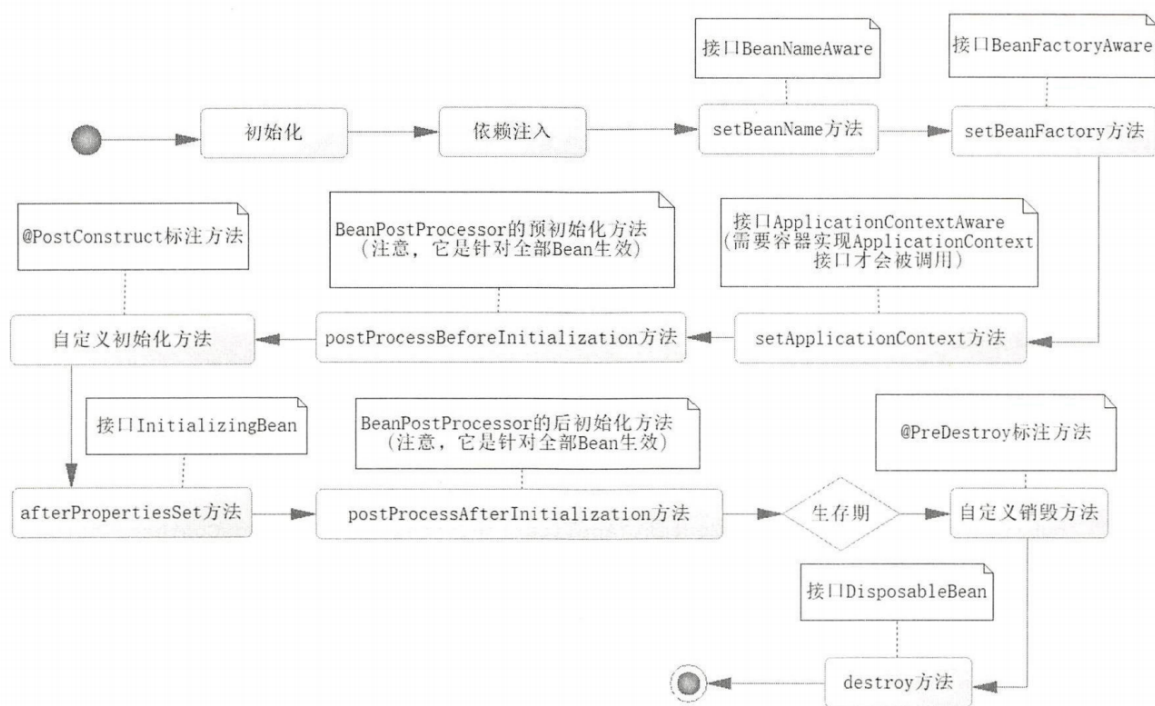 接口BeanNameAware
接口BeanFactoryAware
初始化
依赖注入
setBeanName方法
setBeanFactory方法
@PostConstruct标注方法
BeanPostProcessor的预初始化方法
(注意，它是针对全部Bean生效)
接口ApplicationContextAware
(需要容器实现ApplicationContext
接口才会被调用)
自定义初始化方法
postProcessBeforeInitialization方法
setApplicationContext方法
接口InitializingBean
BeanPostProcessor的后初始化方法
(注意，它是针对全部Bean生效)
@PreDestroy标注方法
afterPropertiesSet方法
postProcessAfterInitialization方法
生存期
自定义销毁方法
接口DisposableBean
destroy方法